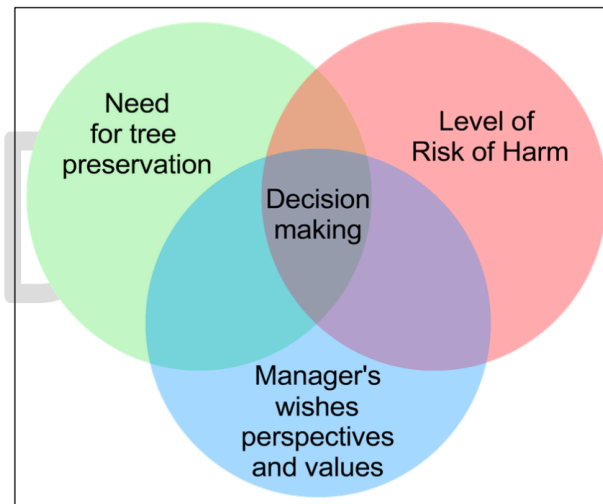 Need
for tree
preservation
Level of
Risk of Harm
Decision
making
Manager's
wishes
perspectives
and values